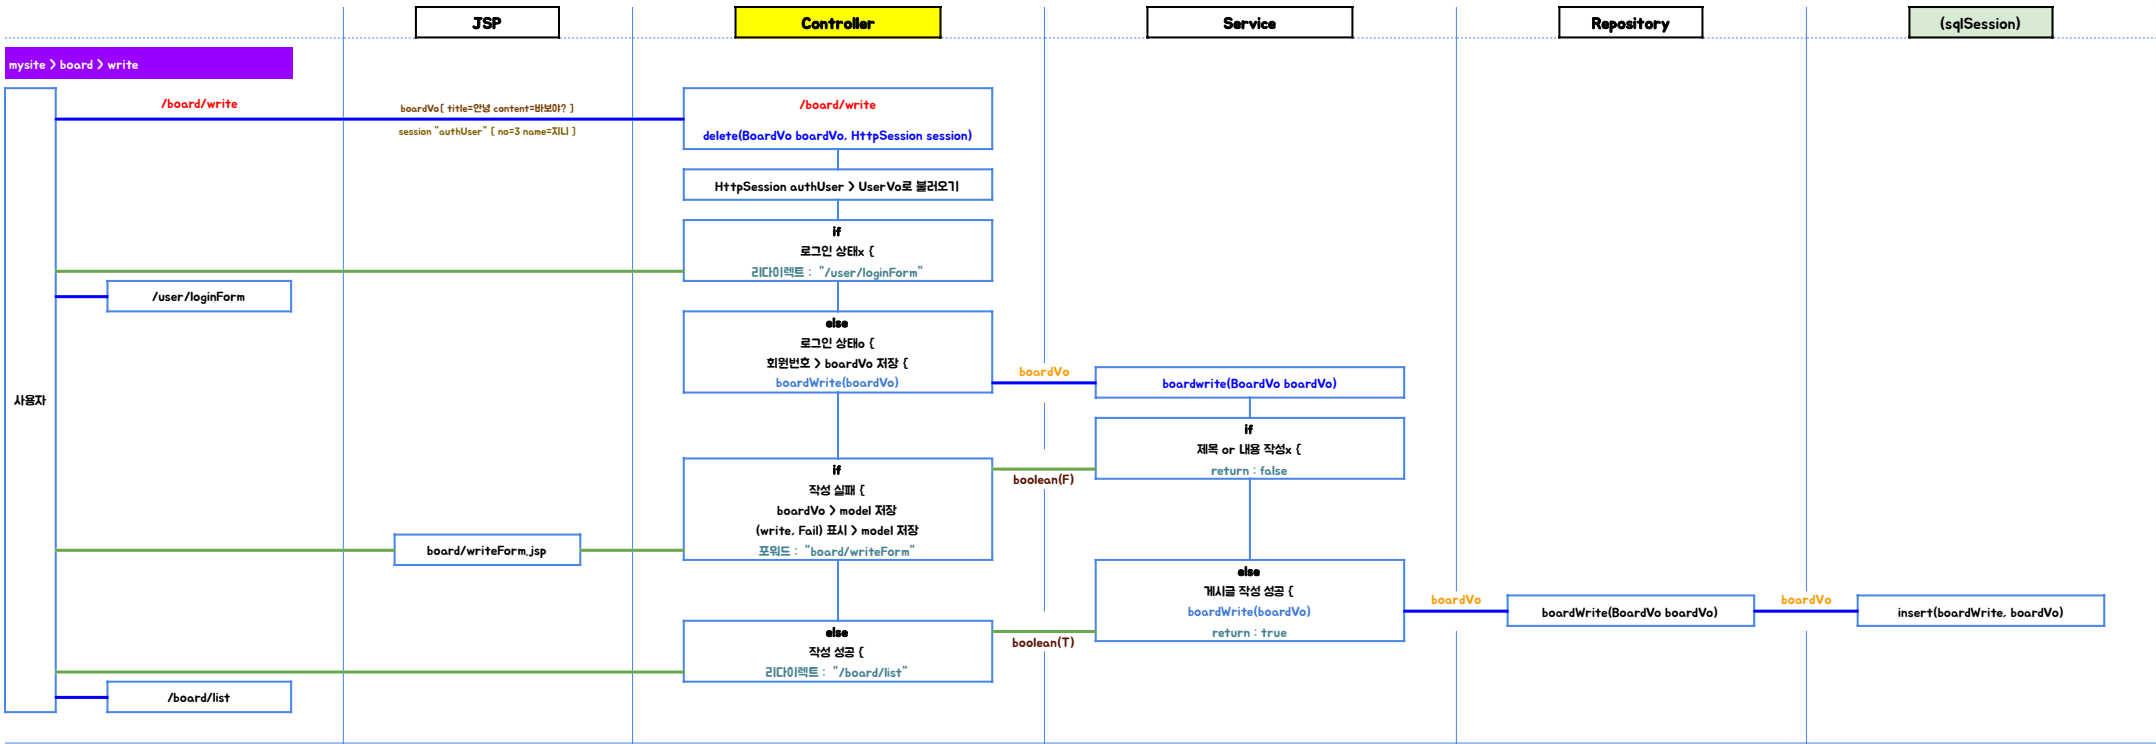 JSP
Controller
Service
Repository
(sqlSession)
mysite > board > write
/board/write
boardVo[ title=안녕 content=바보야? ]
session "authUser" [ no=3 name=지니 ]
/board/write
delete(BoardVo boardVo, HttpSession session)
HttpSession authUser > UserVo로 불러오기
if
로그인 상태x {
리다이렉트 : "/user/loginForm"
/user/loginForm
else
로그인 상태o {
회원번호 > boardVo 저장 {
boardWrite(boardVo)
boardVo
boardwrite(BoardVo boardVo)
사용자
if
제목 or 내용 작성x {
return : false
boolean(F)
if
작성 실패 {
boardVo > model 저장
(write, Fail) 표시 > model 저장
포워드 : "board/writeForm"
board/writeForm.jsp
else
게시글 작성 성공 {
boardWrite(boardVo)
return : true
boardVo
boardWrite(BoardVo boardVo)
boardVo
insert(boardWrite, boardVo)
boolean(T)
else
작성 성공 {
리다이렉트 : "/board/list"
/board/list